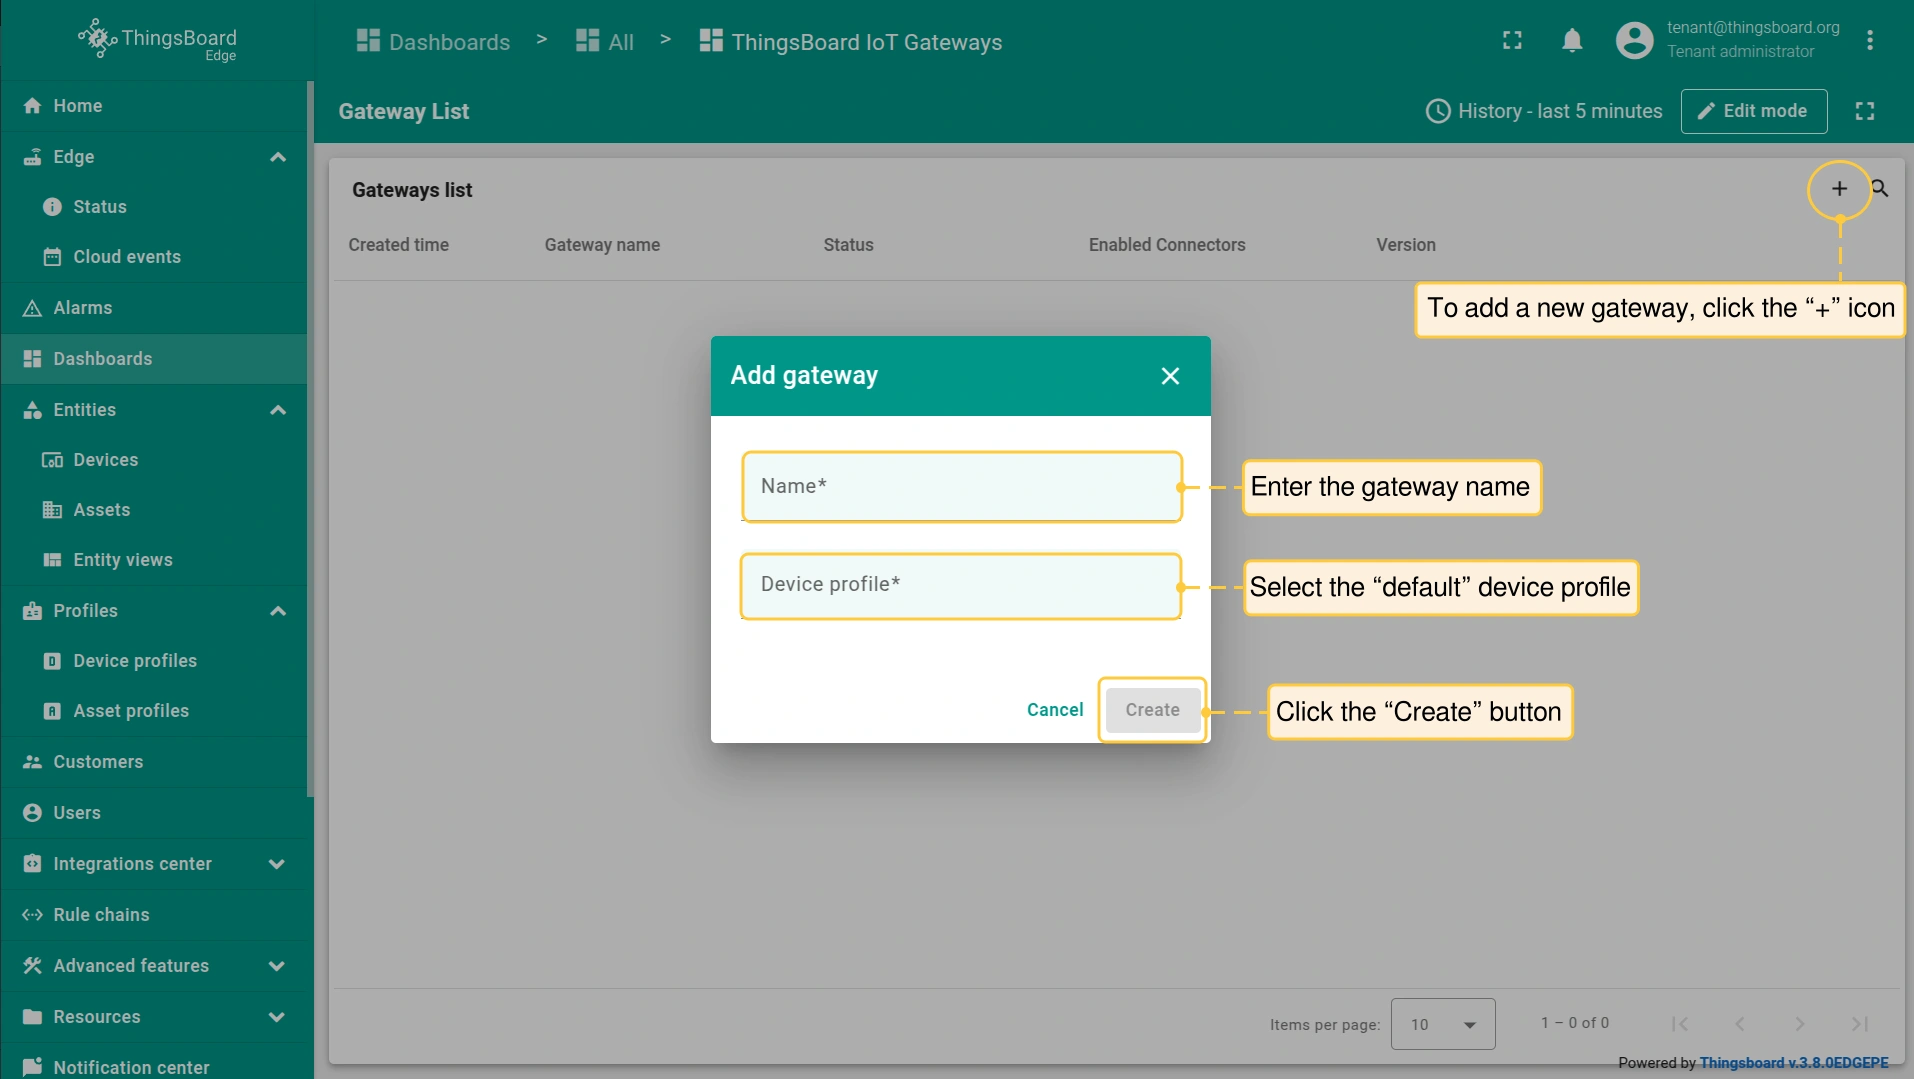 ThingsBoard
Edge
Dashboards > All > ThingsBoard IoT Gateways
tenant@thingsboard.org
Tenant administrator
Gateway List
History - last 5 minutes
Edit mode
Home
Edge
Status
Cloud events
Alarms
Dashboards
Entities
Devices
Assets
Entity views
Profiles
Device profiles
Asset profiles
Customers
Users
Integrations center
Rule chains
Advanced features
Resources
Notification center
Gateways list
+
Created time Gateway name Status Enabled Connectors Version
To add a new gateway, click the “+” icon
Add gateway
Name*
Enter the gateway name
Device profile*
Select the “default” device profile
Cancel
Create
Click the “Create” button
Items per page: 10 1 – 0 of 0
Powered by Thingsboard v.3.8.0EDGEPE